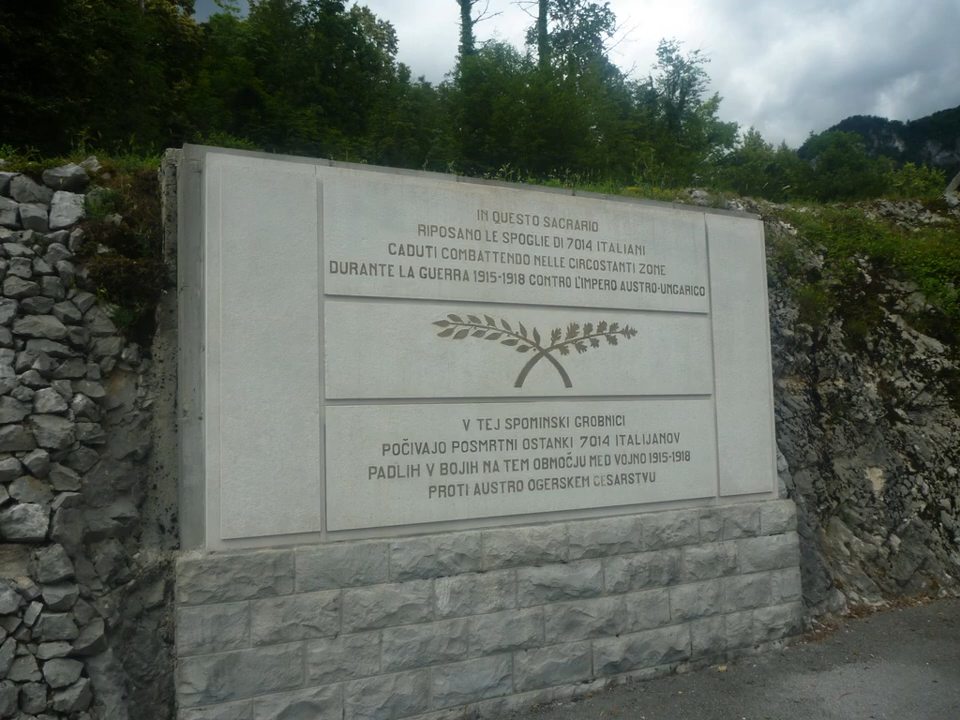 IN QUESTO SACRARIO
RIPOSANO LE SPOGLIE DI 7014 ITALIANI
CADUTI COMBATTENDO NELLE CIRCOSTANTI ZONE
DURANTE LA GUERRA 1915-1918 CONTRO L'IMPERO AUSTRO-UNGARICO
V TEJ SPOMINSKI GROBNICI
POČIVAJO POSMRTNI OSTANKI 7014 ITALIJANOV
PADLIH V BOJIH NA TEM OBMOČJU MED VOJNO 1915-1918
PROTI AUSTRO OGERSKEM CESARSTVU